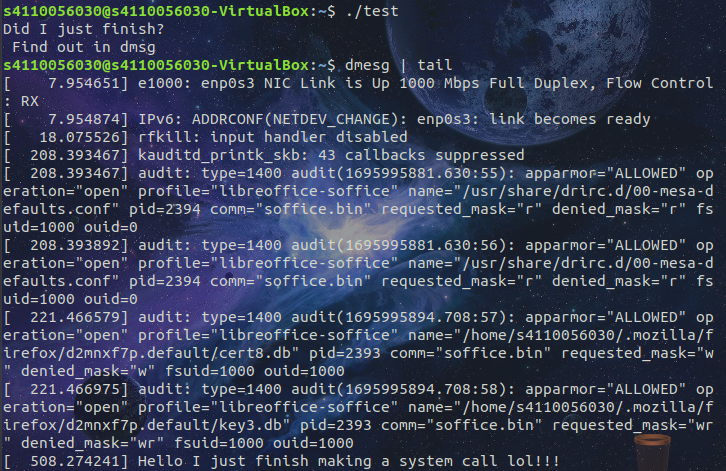 s4110056030@s4110056030-VirtualBox:~$ ./test
Did I just finish?
 Find out in dmsg
s4110056030@s4110056030-VirtualBox:~$ dmesg | tail
[    7.954651] e1000: enp0s3 NIC Link is Up 1000 Mbps Full Duplex, Flow Control
: RX
[    7.954874] IPv6: ADDRCONF(NETDEV_CHANGE): enp0s3: link becomes ready
[   18.075526] rfkill: input handler disabled
[  208.393467] kauditd_printk_skb: 43 callbacks suppressed
[  208.393467] audit: type=1400 audit(1695995881.630:55): apparmor="ALLOWED" op
eration="open" profile="libreoffice-soffice" name="/usr/share/drirc.d/00-mesa-d
efaults.conf" pid=2394 comm="soffice.bin" requested_mask="r" denied_mask="r" fs
uid=1000 ouid=0
[  208.393892] audit: type=1400 audit(1695995881.630:56): apparmor="ALLOWED" op
eration="open" profile="libreoffice-soffice" name="/usr/share/drirc.d/00-mesa-d
efaults.conf" pid=2394 comm="soffice.bin" requested_mask="r" denied_mask="r" fs
uid=1000 ouid=0
[  221.466579] audit: type=1400 audit(1695995894.708:57): apparmor="ALLOWED" op
eration="open" profile="libreoffice-soffice" name="/home/s4110056030/.mozilla/f
irefox/d2mnxf7p.default/cert8.db" pid=2393 comm="soffice.bin" requested_mask="w
" denied_mask="w" fsuid=1000 ouid=1000
[  221.466975] audit: type=1400 audit(1695995894.708:58): apparmor="ALLOWED" op
eration="open" profile="libreoffice-soffice" name="/home/s4110056030/.mozilla/f
irefox/d2mnxf7p.default/key3.db" pid=2393 comm="soffice.bin" requested_mask="wr
" denied_mask="wr" fsuid=1000 ouid=1000
[  508.274241] Hello I just finish making a system call lol!!!